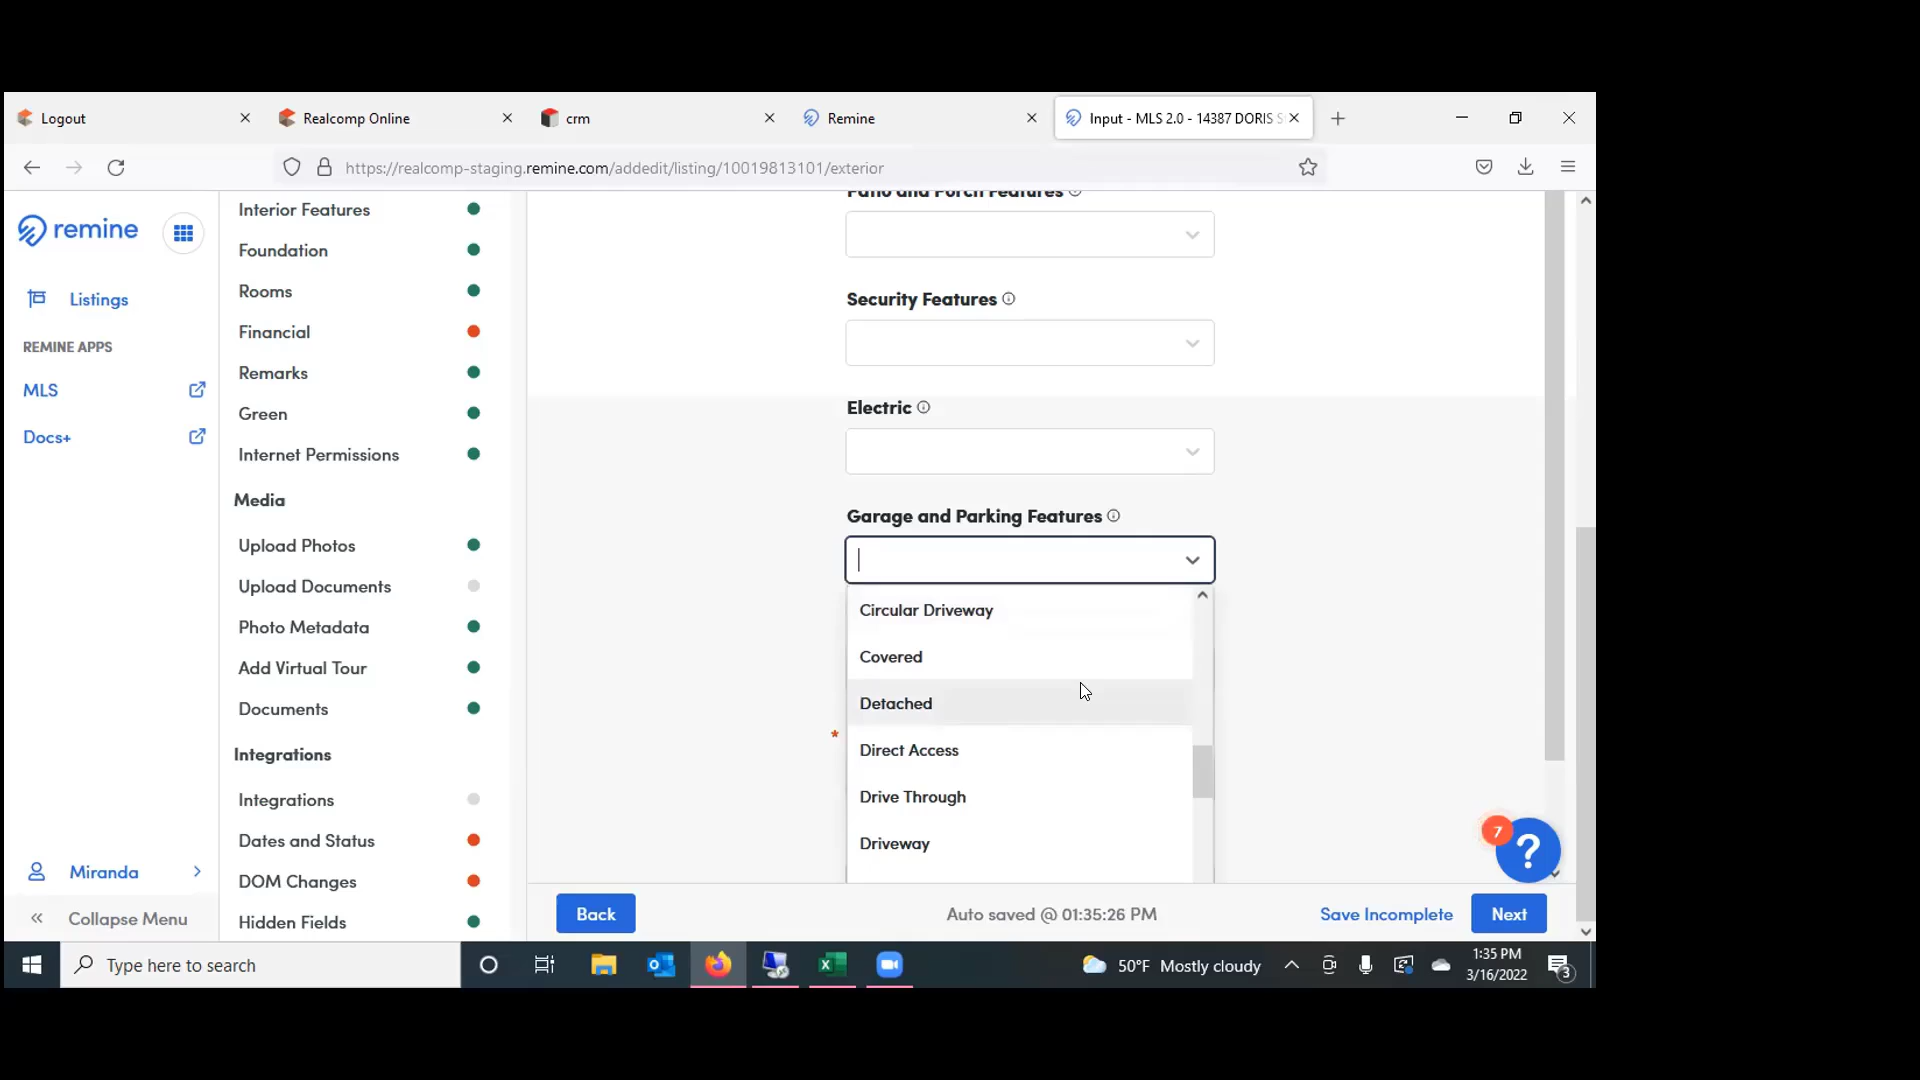 Logout
Realcomp Online
crm
Remine
Input - MLS 2.0 - 14387 DORIS S
https://realcomp-staging.remine.com/addedit/listing/10019813101/exterior
remine
Listings
REMINE APPS
MLS
Docs+
Miranda
Collapse Menu
Interior Features
Foundation
Rooms
Financial
Remarks
Green
Internet Permissions
Media
Upload Photos
Upload Documents
Photo Metadata
Add Virtual Tour
Documents
Integrations
Integrations
Dates and Status
DOM Changes
Hidden Fields
Patio and Porch Features
Security Features
Electric
Garage and Parking Features
Circular Driveway
Covered
Detached
*
Direct Access
Drive Through
Driveway
7
?
Back
Auto saved @ 01:35:26 PM
Save Incomplete
Next
Type here to search
50°F Mostly cloudy
1:35 PM
3/16/2022
3